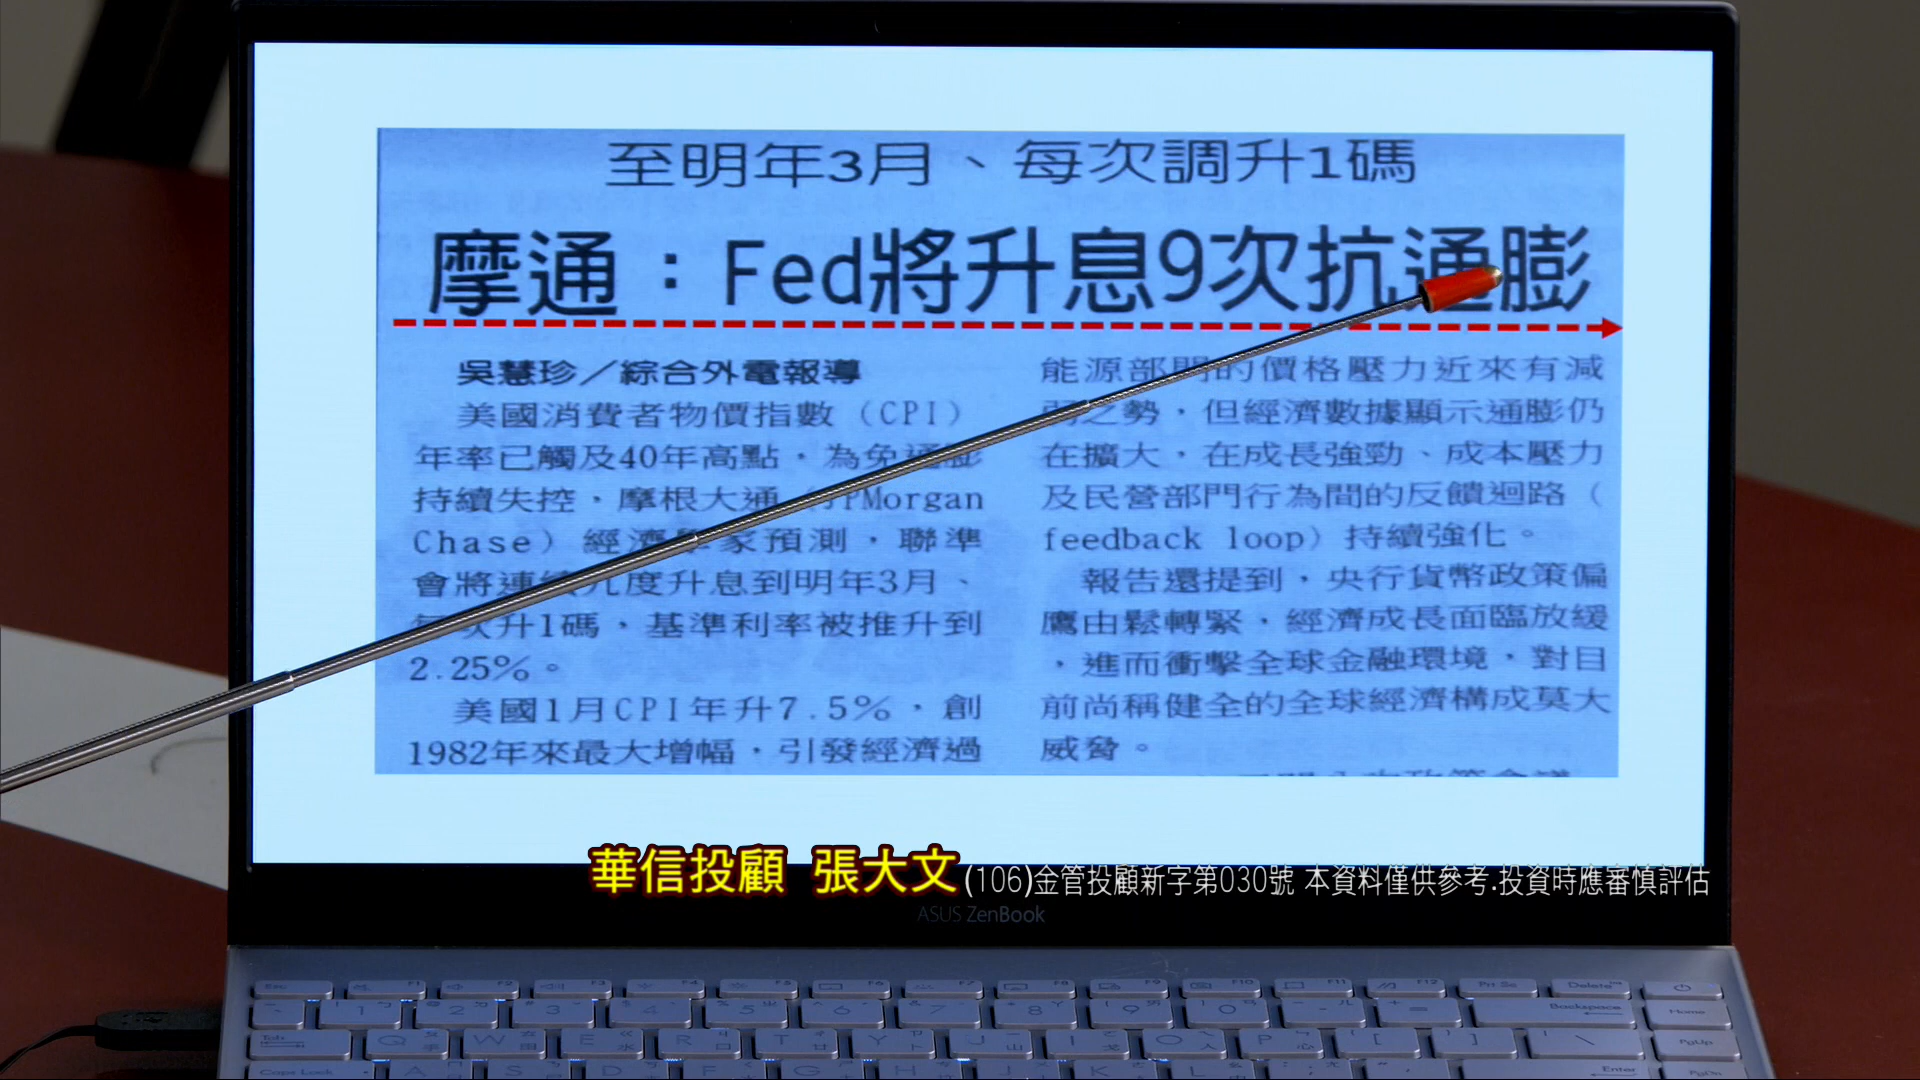 至明年3月、每次調升1碼
摩通：Fed將升息9次抗通膨
吳慧珍／綜合外電報導
美國消費者物價指數（CPI）
年率已觸及40年高點，為免通膨
持續失控，摩根大通（JPMorgan
Chase）經濟學家預測，聯準
會將連續九度升息到明年3月、
每次升1碼，基準利率被推升到
2.25%。
美國1月CPI年升7.5%，創
1982年來最大增幅，引發經濟過
能源部門的價格壓力近來有減
弱之勢，但經濟數據顯示通膨仍
在擴大，在成長強勁、成本壓力
及民營部門行為間的反饋迴路（
feedback loop）持續強化。
報告還提到，央行貨幣政策偏
鷹由鬆轉緊，經濟成長面臨放緩
，進而衝擊全球金融環境，對目
前尚稱健全的全球經濟構成莫大
威脅。
華信投顧 張大文(106)金管投顧新字第030號 本資料僅供參考.投資時應審慎評估
ASUS ZenBook